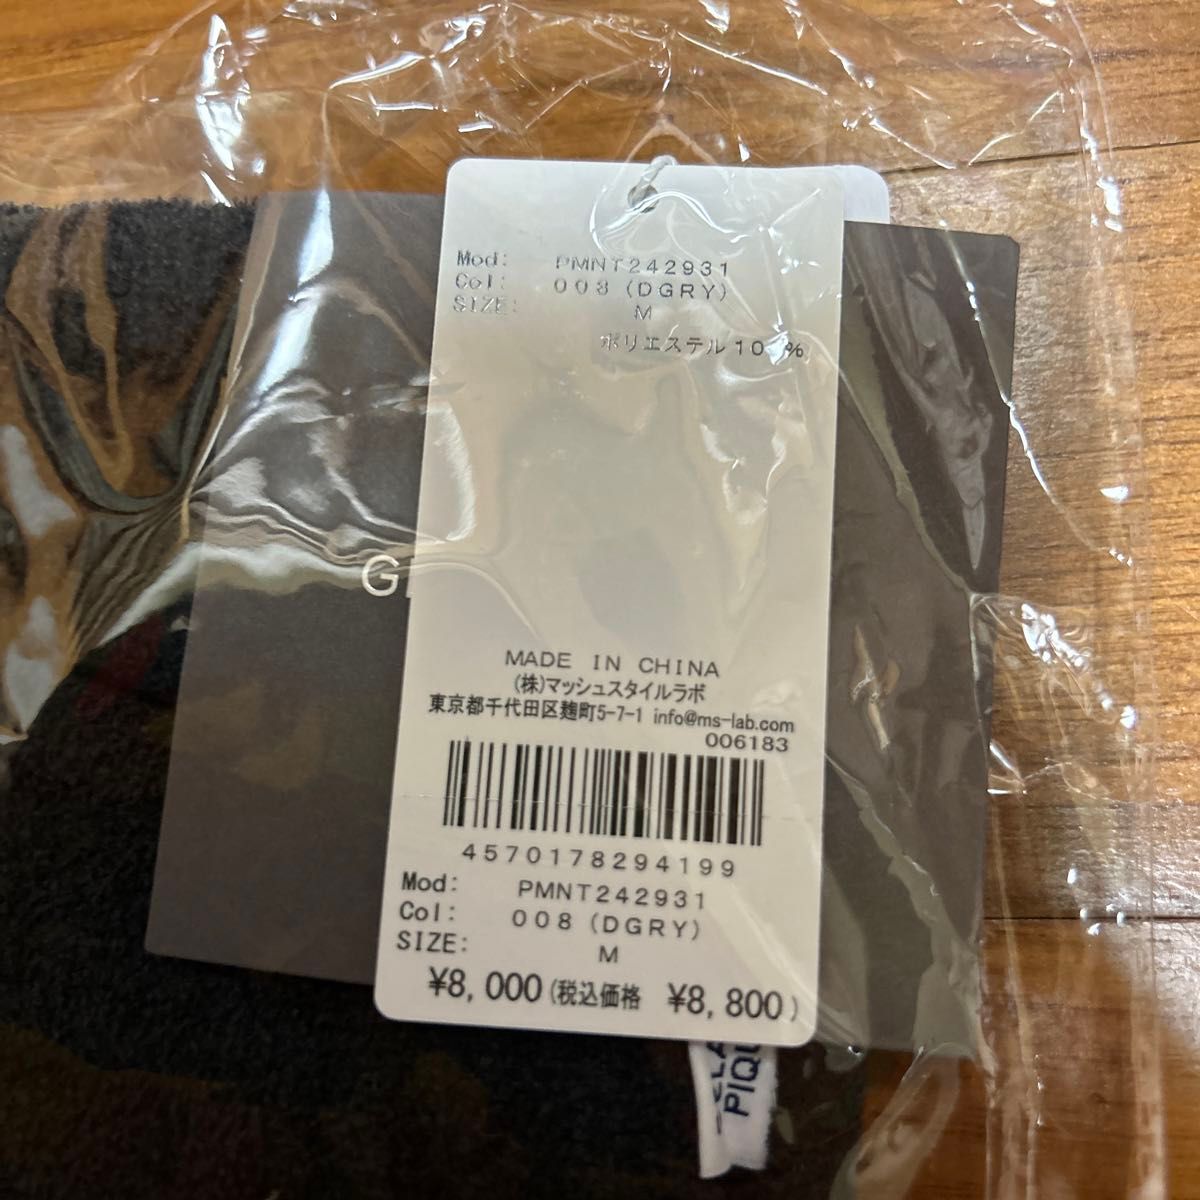 Mod: PMNT242931
Col: 008 (DGRY)
SIZE: M
ポリエステル
G
MADE IN CHINA
(株)マッシュスタイルラボ
東京都千代田区麹町5-7-1 info@ms-lab.com
006183
4570178294199
Mod: PMNT242931
Col: 008 (DGRY)
SIZE: M
¥8,000 (税込価格 ¥8,800)
PIQU